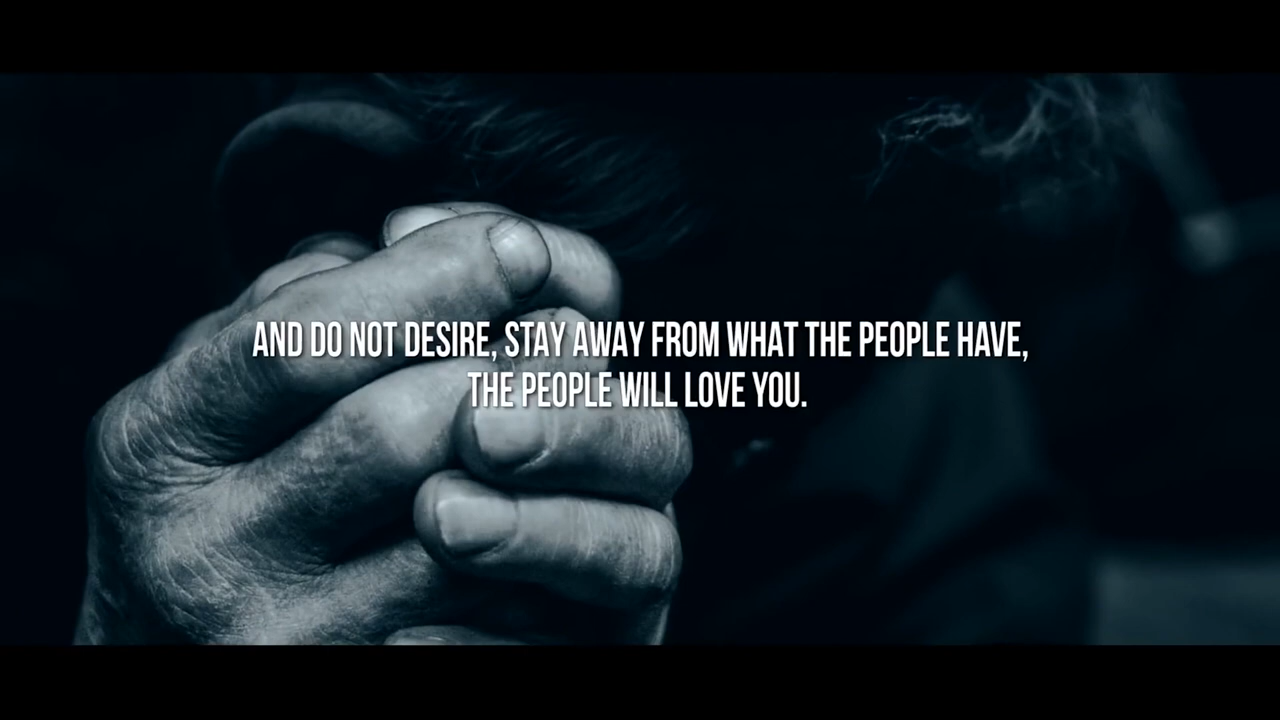 AND DO NOT DESIRE, STAY AWAY FROM WHAT THE PEOPLE HAVE,
THE PEOPLE WILL LOVE YOU.